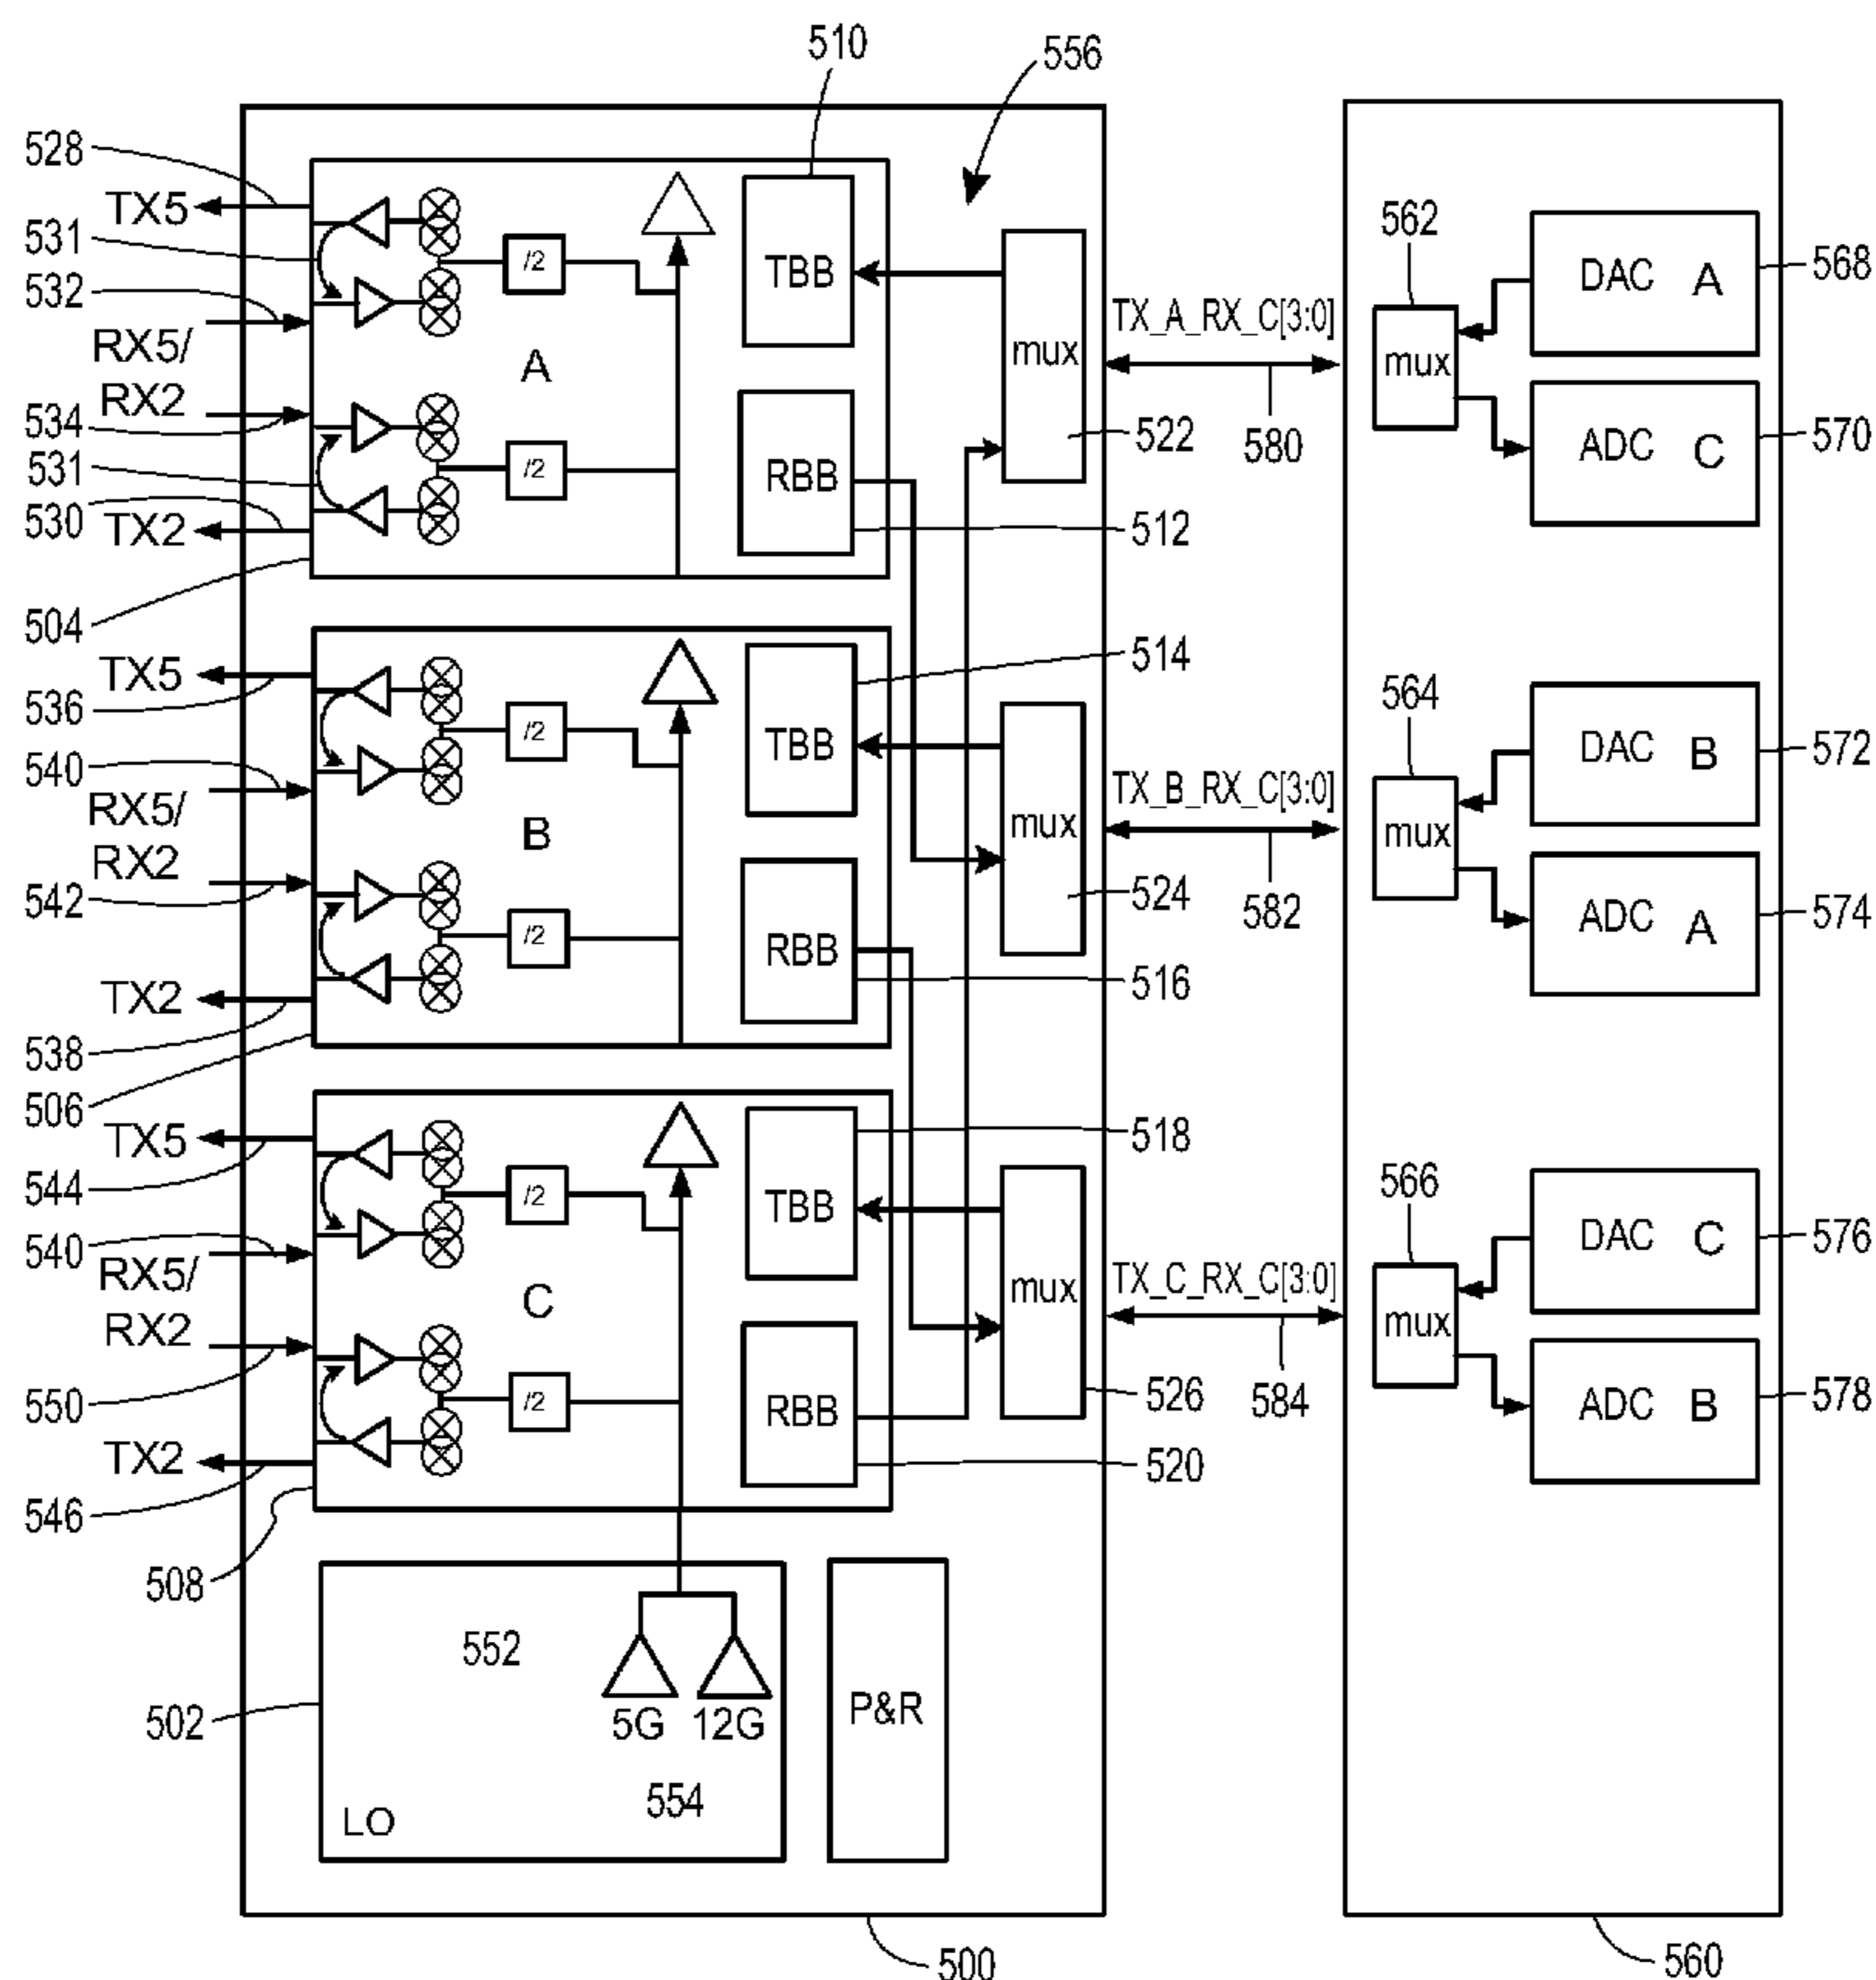 510
556
528
TX5
531
532
RX5/
RX2
534
531
530
TX2
504
/2
A
/2
TBB
RBB
mux
522
512
TX_A_RX_C[3:0]
580
562
mux
DAC A
568
ADC C
570
TX5
536
540
RX5/
RX2
542
TX2
538
506
/2
B
/2
TBB
RBB
514
mux
524
516
TX_B_RX_C[3:0]
582
564
mux
DAC B
572
ADC A
574
TX5
544
540
RX5/
RX2
550
TX2
546
508
/2
C
/2
TBB
RBB
518
mux
526
520
TX_C_RX_C[3:0]
584
566
mux
DAC C
576
ADC B
578
552
5G 12G
554
LO
502
P&R
500
560